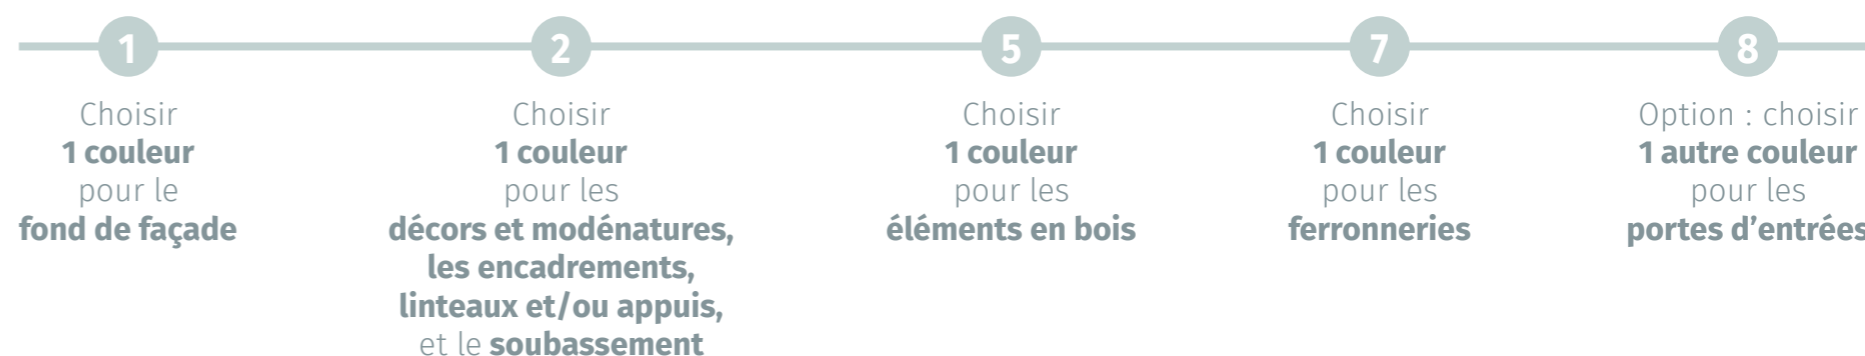 1
Choisir
1 couleur
pour le
fond de façade
2
Choisir
1 couleur
pour les
décors et modénatures,
les encadrements,
linteaux et/ou appuis,
et le soubassement
5
Choisir
1 couleur
pour les
éléments en bois
7
Choisir
1 couleur
pour les
ferronneries
8
Option : choisir
1 autre couleur
pour les
portes d’entrées